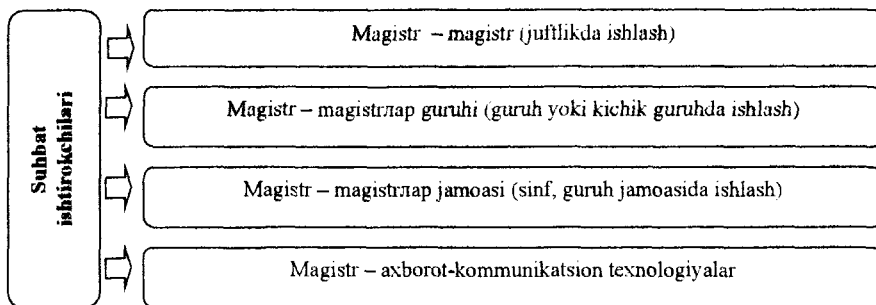 Suhbat
ishtirokchilari
Magistr – magistr (juftlikda ishlash)
Magistr – magistrлар guruhi (guruh yoki kichik guruhda ishlash)
Magistr – magistrлар jamoasi (sinf, guruh jamoasida ishlash)
Magistr – axborot-kommunikatsion texnologiyalar